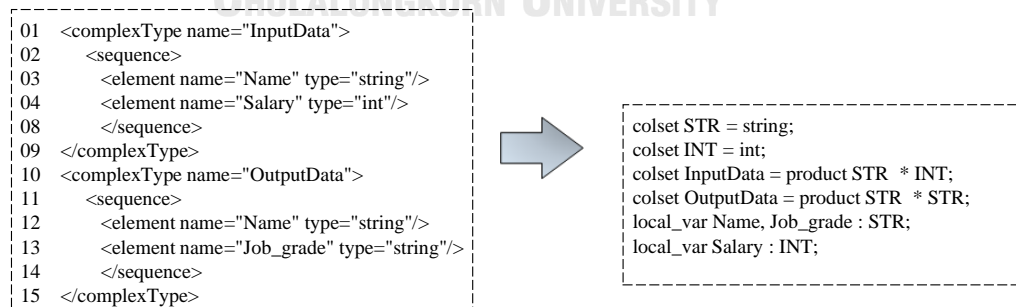 CHULALONGKORN UNIVERSITY
01 <complexType name="InputData">
02 <sequence>
03 <element name="Name" type="string"/>
04 <element name="Salary" type="int"/>
08 </sequence>
09 </complexType>
10 <complexType name="OutputData">
11 <sequence>
12 <element name="Name" type="string"/>
13 <element name="Job_grade" type="string"/>
14 </sequence>
15 </complexType>
colset STR = string;
colset INT = int;
colset InputData = product STR * INT;
colset OutputData = product STR * STR;
local_var Name, Job_grade : STR;
local_var Salary : INT;